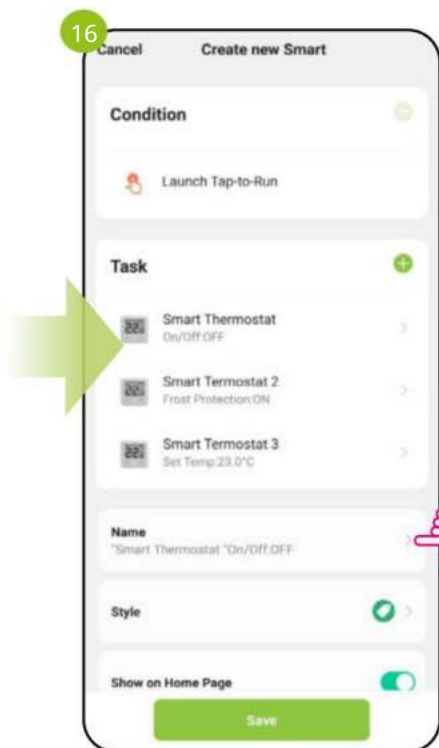 16
Cancel Create new Smart
Condition
Launch Tap-to-Run
Task
Smart Thermostat
On/Off:OFF
Smart Termostat 2
Frost Protection:ON
Smart Termostat 3
Set Temp:23.0°C
Name
"Smart Thermostat "On/Off:OFF
Style
Show on Home Page
Save